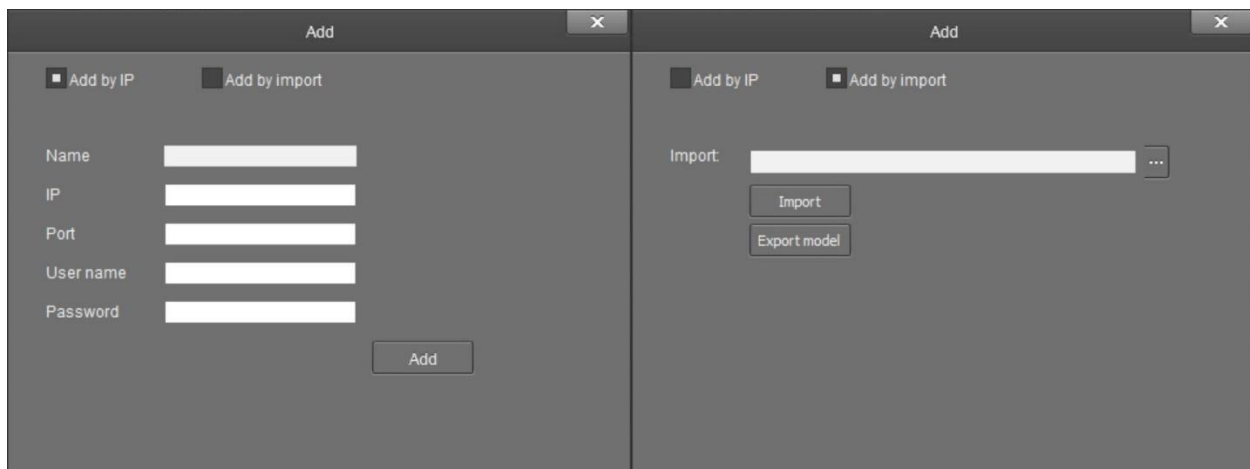 Add
Add by IP
Add by import
Name
IP
Port
User name
Password
Add
Add
Add by IP
Add by import
Import:
...
Import
Export model